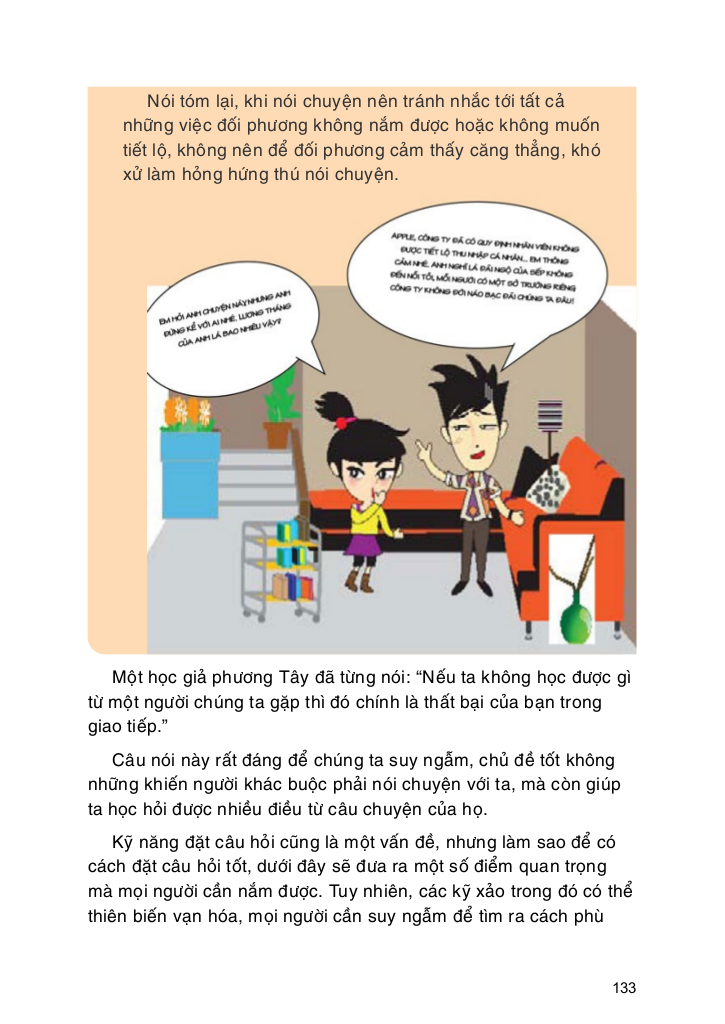 Nói tóm lại, khi nói chuyện nên tránh nhắc tới tất cả
những việc đối phương không nắm được hoặc không muốn
tiết lộ, không nên để đối phương cảm thấy căng thẳng, khó
xử làm hỏng hứng thú nói chuyện.
EM HỎI ANH CHUYỆN NÀY NHƯNG ANH
ĐỪNG KỂ VỚI AI NHÉ. LƯƠNG THÁNG
CỦA ANH LÀ BAO NHIÊU VẬY?
APPLE, CÔNG TY ĐÃ CÓ QUY ĐỊNH NHÂN VIÊN KHÔNG
ĐƯỢC TIẾT LỘ THU NHẬP CÁ NHÂN... EM THÔNG
CẢM NHÉ. ANH NGHĨ LÀ ĐÃI NGỘ CỦA SẾP KHÔNG
ĐẾN NỖI TỒI, MỖI NGƯỜI CÓ MỘT SỞ TRƯỜNG RIÊNG,
CÔNG TY KHÔNG ĐỜI NÀO BẠC ĐÃI CHÚNG TA ĐÂU!
Một học giả phương Tây đã từng nói: “Nếu ta không học được gì
từ một người chúng ta gặp thì đó chính là thất bại của bạn trong
giao tiếp.”
Câu nói này rất đáng để chúng ta suy ngẫm, chủ đề tốt không
những khiến người khác buộc phải nói chuyện với ta, mà còn giúp
ta học hỏi được nhiều điều từ câu chuyện của họ.
Kỹ năng đặt câu hỏi cũng là một vấn đề, nhưng làm sao để có
cách đặt câu hỏi tốt, dưới đây sẽ đưa ra một số điểm quan trọng
mà mọi người cần nắm được. Tuy nhiên, các kỹ xảo trong đó có thể
thiên biến vạn hóa, mọi người cần suy ngẫm để tìm ra cách phù
133